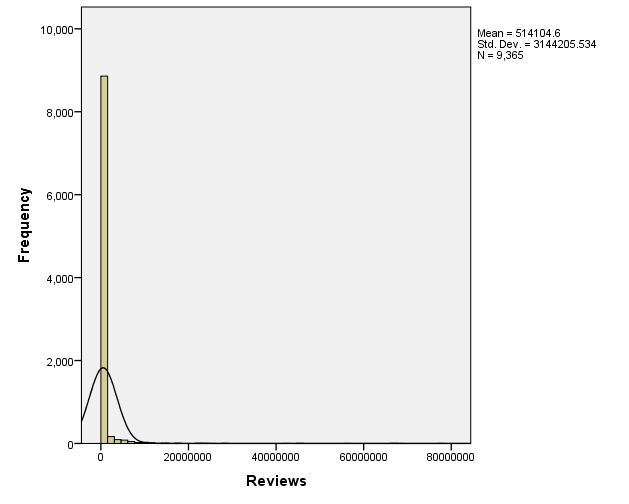 Mean = 514104.6
Std. Dev. = 3144205.534
N = 9,365
10,000
8,000
6,000
4,000
2,000
0
Frequency
0 20000000 40000000 60000000 80000000
Reviews